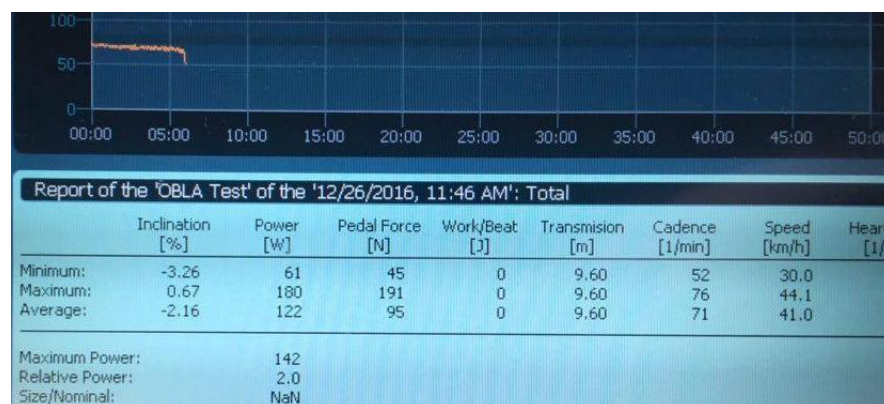 100
50
0
00:00 05:00 10:00 15:00 20:00 25:00 30:00 35:00 40:00 45:00 50:0
Report of the 'OBLA Test' of the '12/26/2016, 11:46 AM': Total
Inclination Power Pedal Force Work/Beat Transmision Cadence Speed Hear
[%] [W] [N] [J] [m] [1/min] [km/h] [1/
Minimum: -3.26 61 45 0 9.60 52 30.0
Maximum: 0.67 180 191 0 9.60 76 44.1
Average: -2.16 122 95 0 9.60 71 41.0
Maximum Power: 142
Relative Power: 2.0
Size/Nominal: NaN